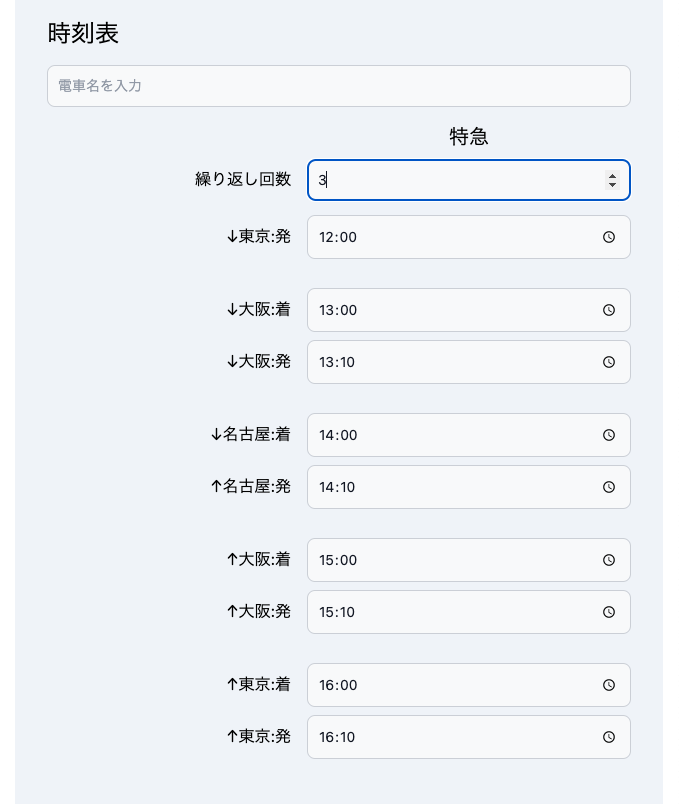 時刻表
電車名を入力
特急
繰り返し回数 3
↓東京:発 12:00
↓大阪:着 13:00
↓大阪:発 13:10
↓名古屋:着 14:00
↑名古屋:発 14:10
↑大阪:着 15:00
↑大阪:発 15:10
↑東京:着 16:00
↑東京:発 16:10